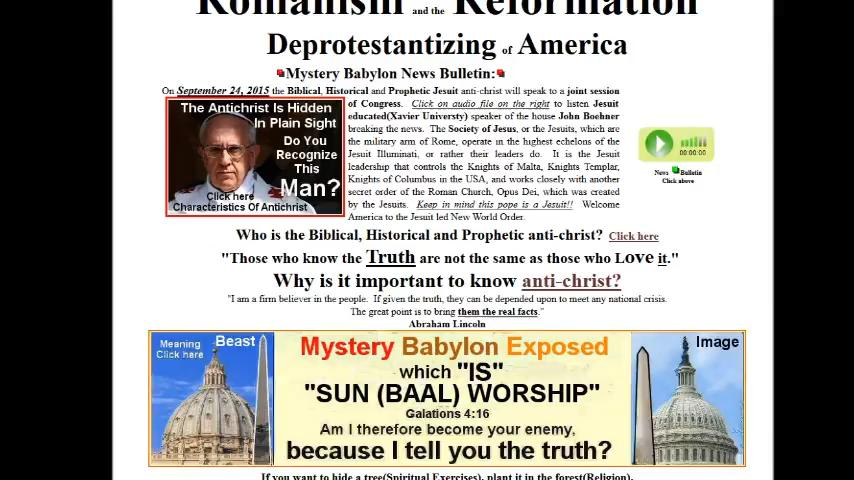 Romanism and the Reformation
Deprotestantizing of America
Mystery Babylon News Bulletin:
On September 24, 2015 the Biblical, Historical and Prophetic Jesuit anti-christ will speak to a joint session
of Congress. Click on audio file on the right to listen Jesuit
educated(Xavier Universty) speaker of the house John Boehner
breaking the news. The Society of Jesus, or the Jesuits, which are
the military arm of Rome, operate in the highest echelons of the
Jesuit Illuminati, or rather their leaders do. It is the Jesuit
leadership that controls the Knights of Malta, Knights Templar,
Knights of Columbus in the USA, and works closely with another
secret order of the Roman Church, Opus Dei, which was created
by the Jesuits. Keep in mind this pope is a Jesuit!! Welcome
America to the Jesuit led New World Order.
The Antichrist Is Hidden
In Plain Sight
Do You
Recognize
This
Man?
Click here
Characteristics Of Antichrist
00:00:00
News Bulletin
Click above
Who is the Biblical, Historical and Prophetic anti-christ? Click here
"Those who know the Truth are not the same as those who Love it."
Why is it important to know anti-christ?
"I am a firm believer in the people. If given the truth, they can be depended upon to meet any national crisis.
The great point is to bring them the real facts."
Abraham Lincoln
Meaning
Click here
Beast
Mystery Babylon Exposed
which "IS"
"SUN (BAAL) WORSHIP"
Galations 4:16
Am I therefore become your enemy,
because I tell you the truth?
Image
If you want to hide a tree(Spiritual Exercises), plant it in the forest(Religion).